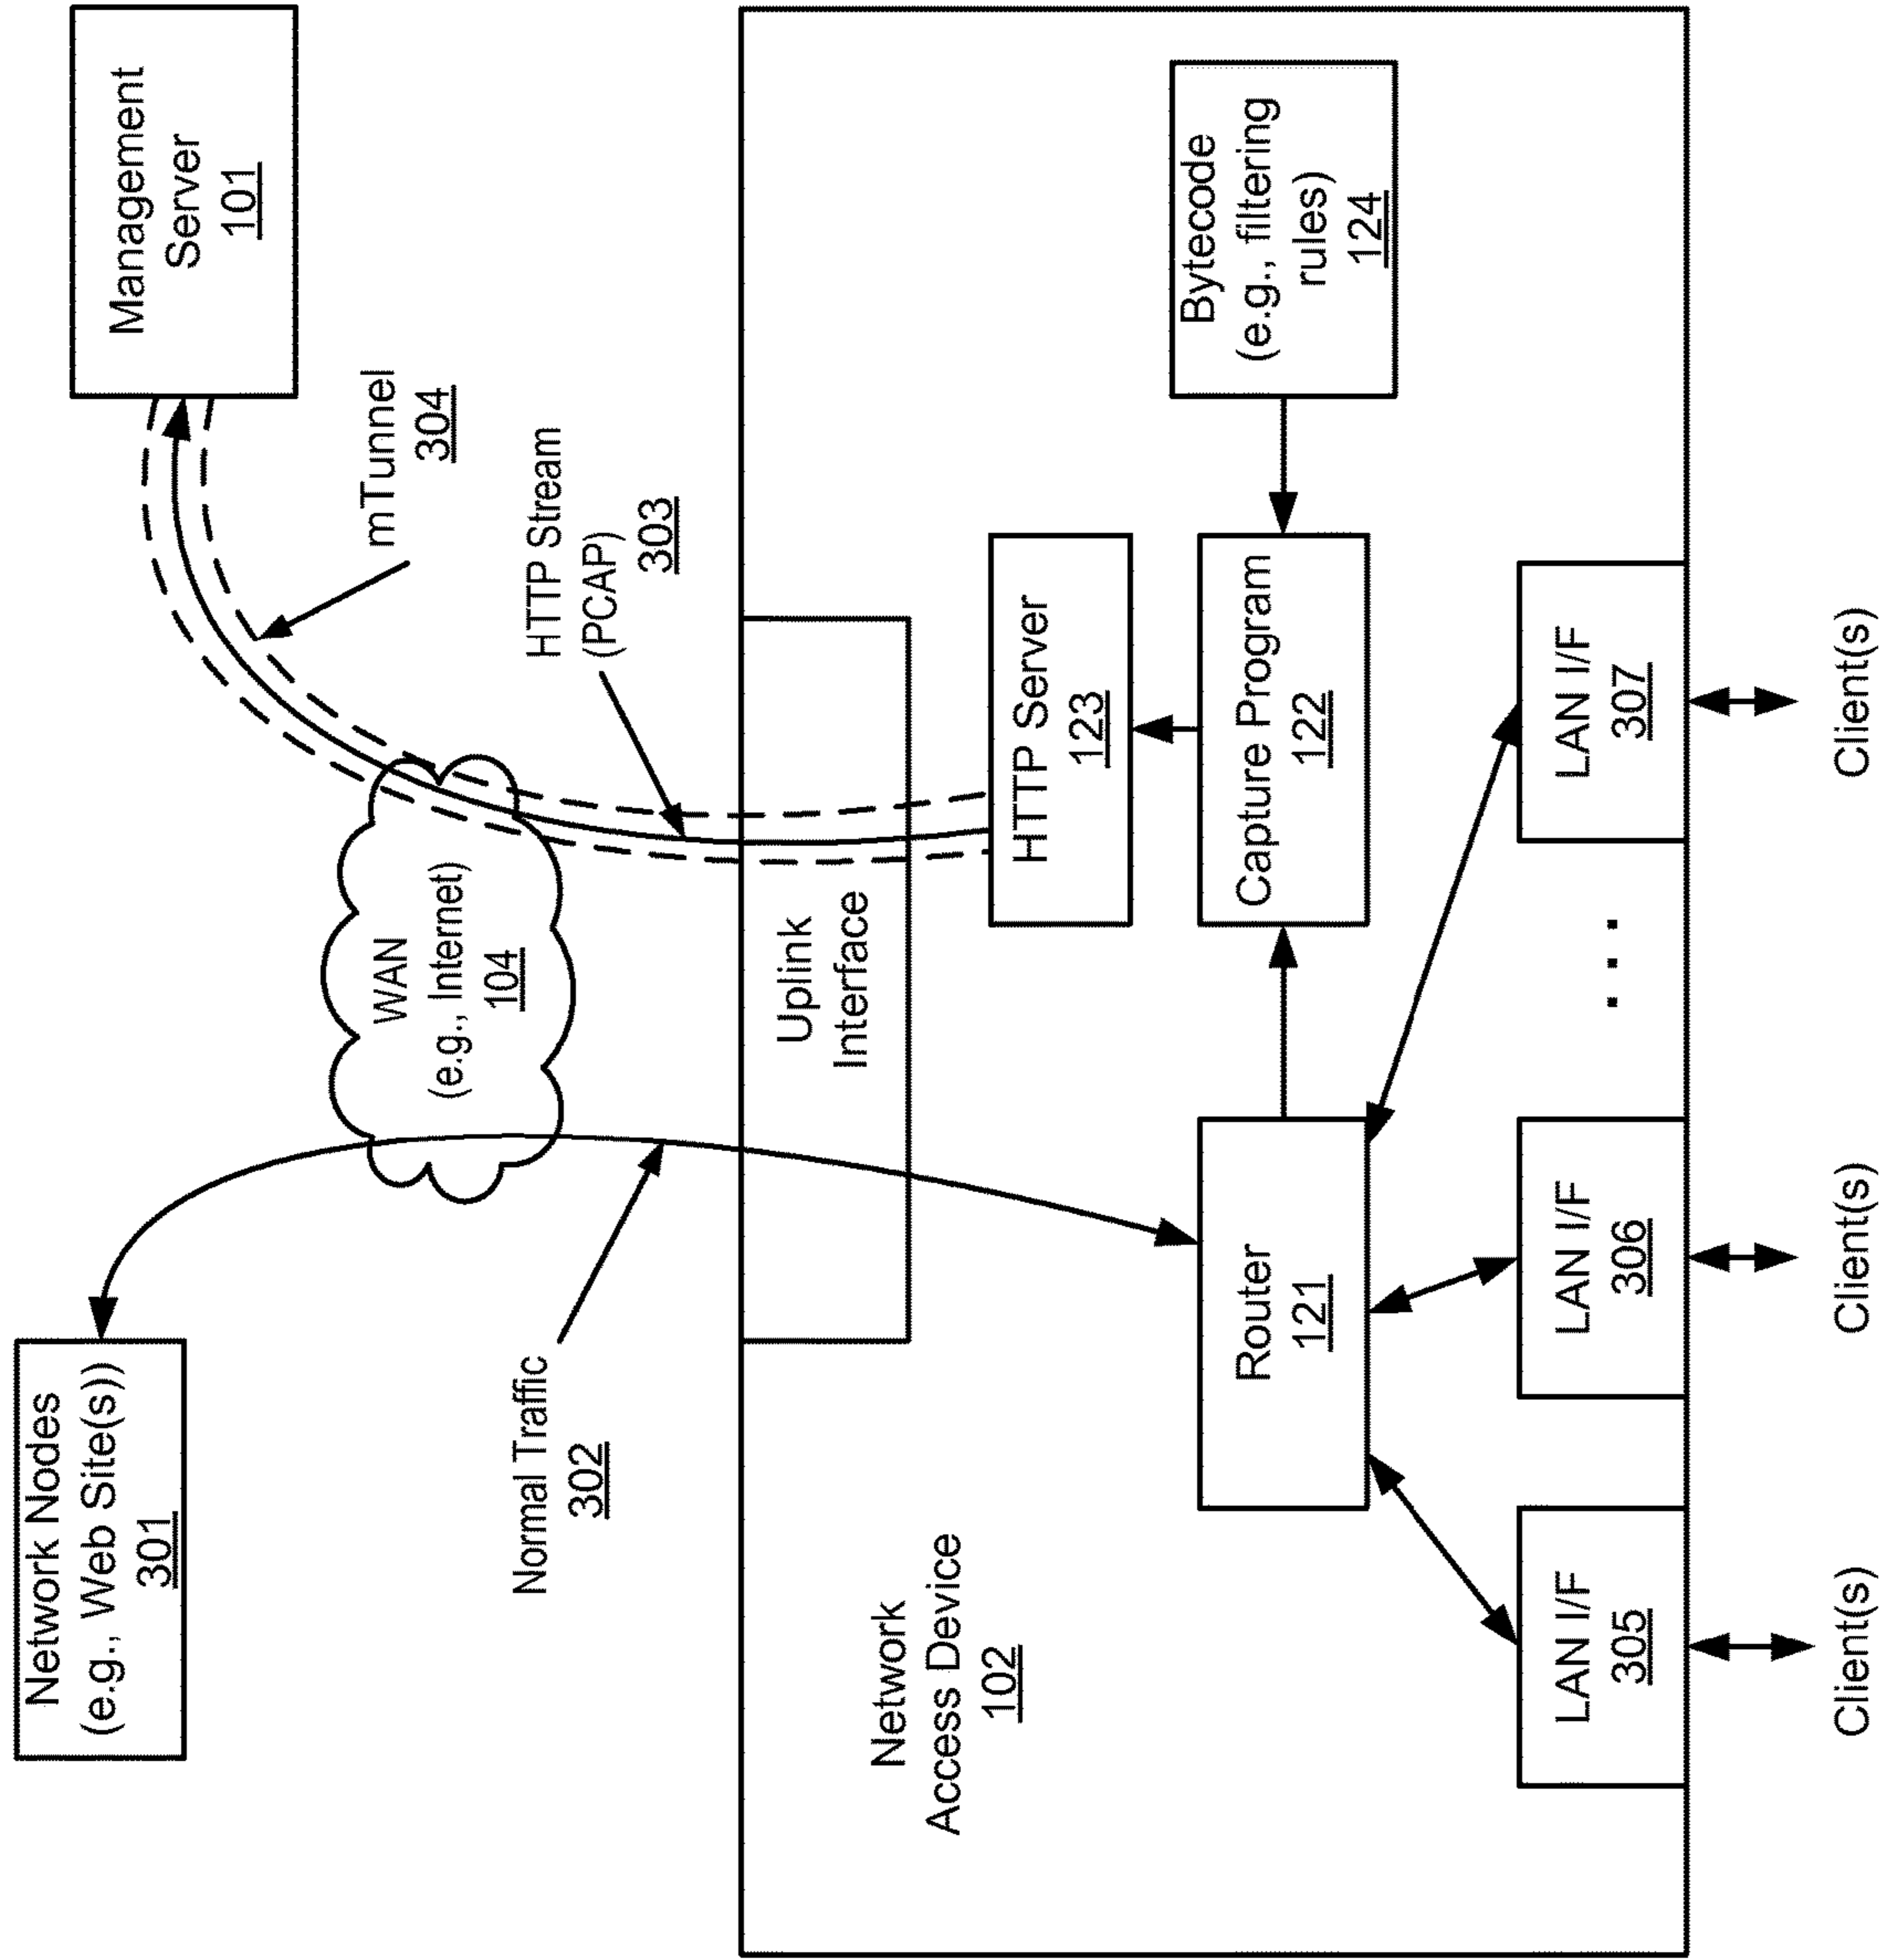 Network Nodes
(e.g., Web Site(s))
301
Management
Server
101
mTunnel
304
HTTP Stream
(PCAP)
303
Normal Traffic
302
WAN
(e.g., Internet)
104
Uplink
Interface
Network
Access Device
102
HTTP Server
123
Router
121
Capture Program
122
Bytecode
(e.g., filtering
rules)
124
LAN I/F
305
LAN I/F
306
...
LAN I/F
307
Client(s)
Client(s)
Client(s)